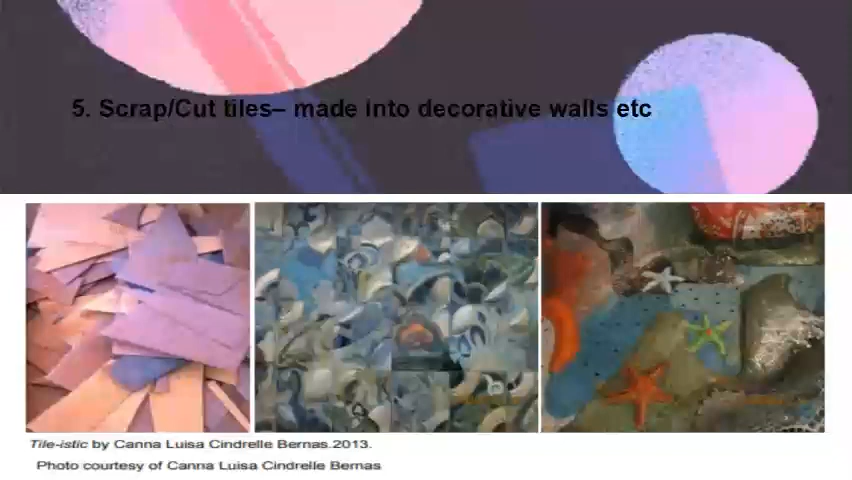 5. Scrap/Cut tiles– made into decorative walls etc
Tile-istic by Canna Luisa Cindrelle Bernas.2013.
Photo courtesy of Canna Luisa Cindrelle Bernas